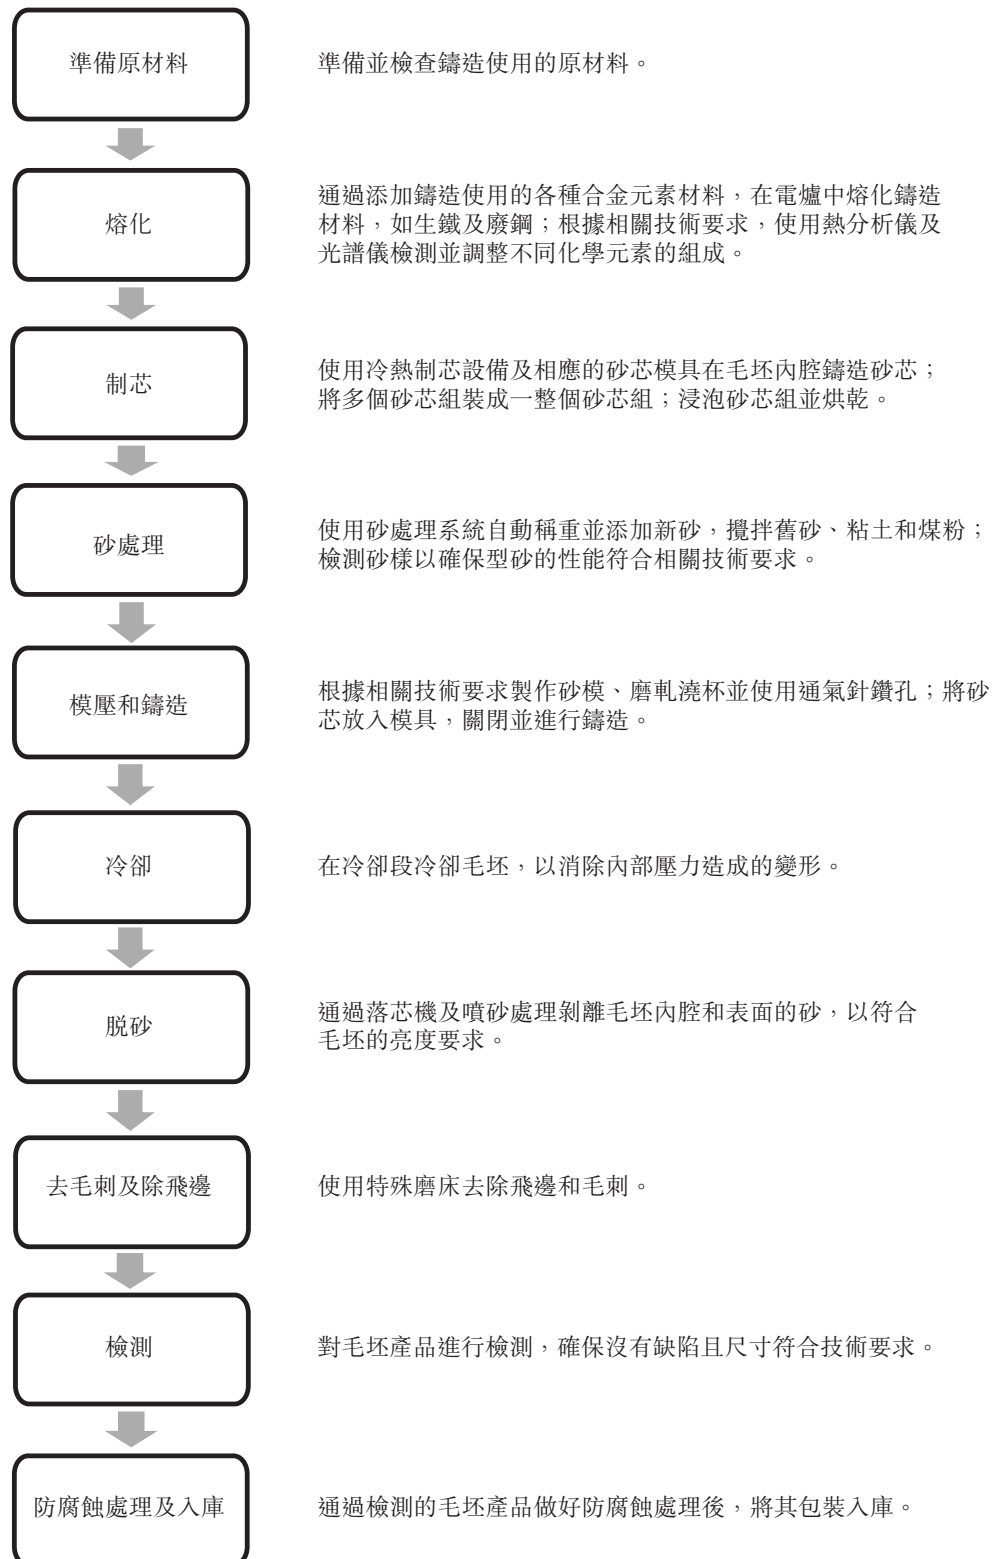 準備原材料
準備並檢查鑄造使用的原材料。
熔化
通過添加鑄造使用的各種合金元素材料，在電爐中熔化鑄造
材料，如生鐵及廢鋼；根據相關技術要求，使用熱分析儀及
光譜儀檢測並調整不同化學元素的組成。
制芯
使用冷熱制芯設備及相應的砂芯模具在毛坯內腔鑄造砂芯；
將多個砂芯組裝成一整個砂芯組；浸泡砂芯組並烘乾。
砂處理
使用砂處理系統自動稱重並添加新砂，攪拌舊砂、粘土和煤粉；
檢測砂樣以確保型砂的性能符合相關技術要求。
模壓和鑄造
根據相關技術要求製作砂模、磨軋澆杯並使用通氣針鑽孔；將砂
芯放入模具，關閉並進行鑄造。
冷卻
在冷卻段冷卻毛坯，以消除內部壓力造成的變形。
脱砂
通過落芯機及噴砂處理剝離毛坯內腔和表面的砂，以符合
毛坯的亮度要求。
去毛刺及除飛邊
使用特殊磨床去除飛邊和毛刺。
檢測
對毛坯產品進行檢測，確保沒有缺陷且尺寸符合技術要求。
防腐蝕處理及入庫
通過檢測的毛坯產品做好防腐蝕處理後，將其包裝入庫。